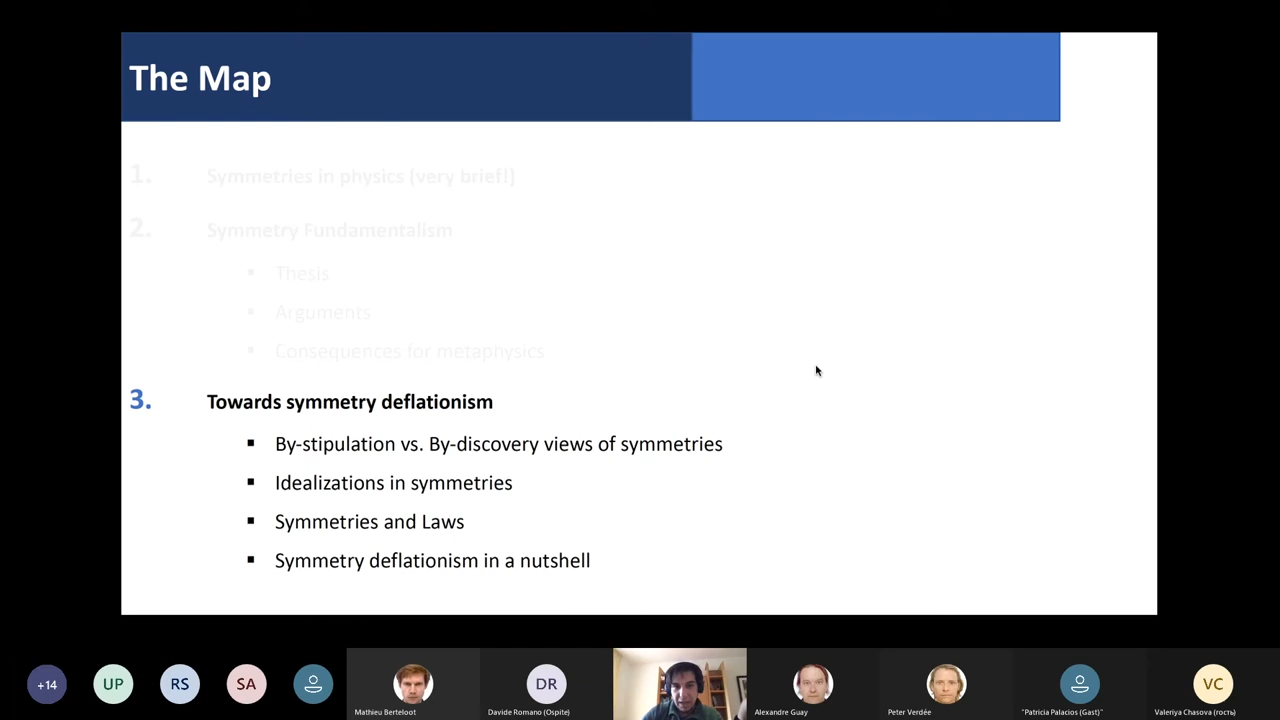 The Map
1. Symmetries in physics (very brief!)
2. Symmetry Fundamentalism
▪ Thesis
▪ Arguments
▪ Consequences for metaphysics
3. Towards symmetry deflationism
▪ By-stipulation vs. By-discovery views of symmetries
▪ Idealizations in symmetries
▪ Symmetries and Laws
▪ Symmetry deflationism in a nutshell
+14
UP
RS
SA
Mathieu Berteloot
DR
Davide Romano (Ospite)
Alexandre Guay
Peter Verdée
"Patricia Palacios (Gast)"
VC
Valeriya Chasova (гость)